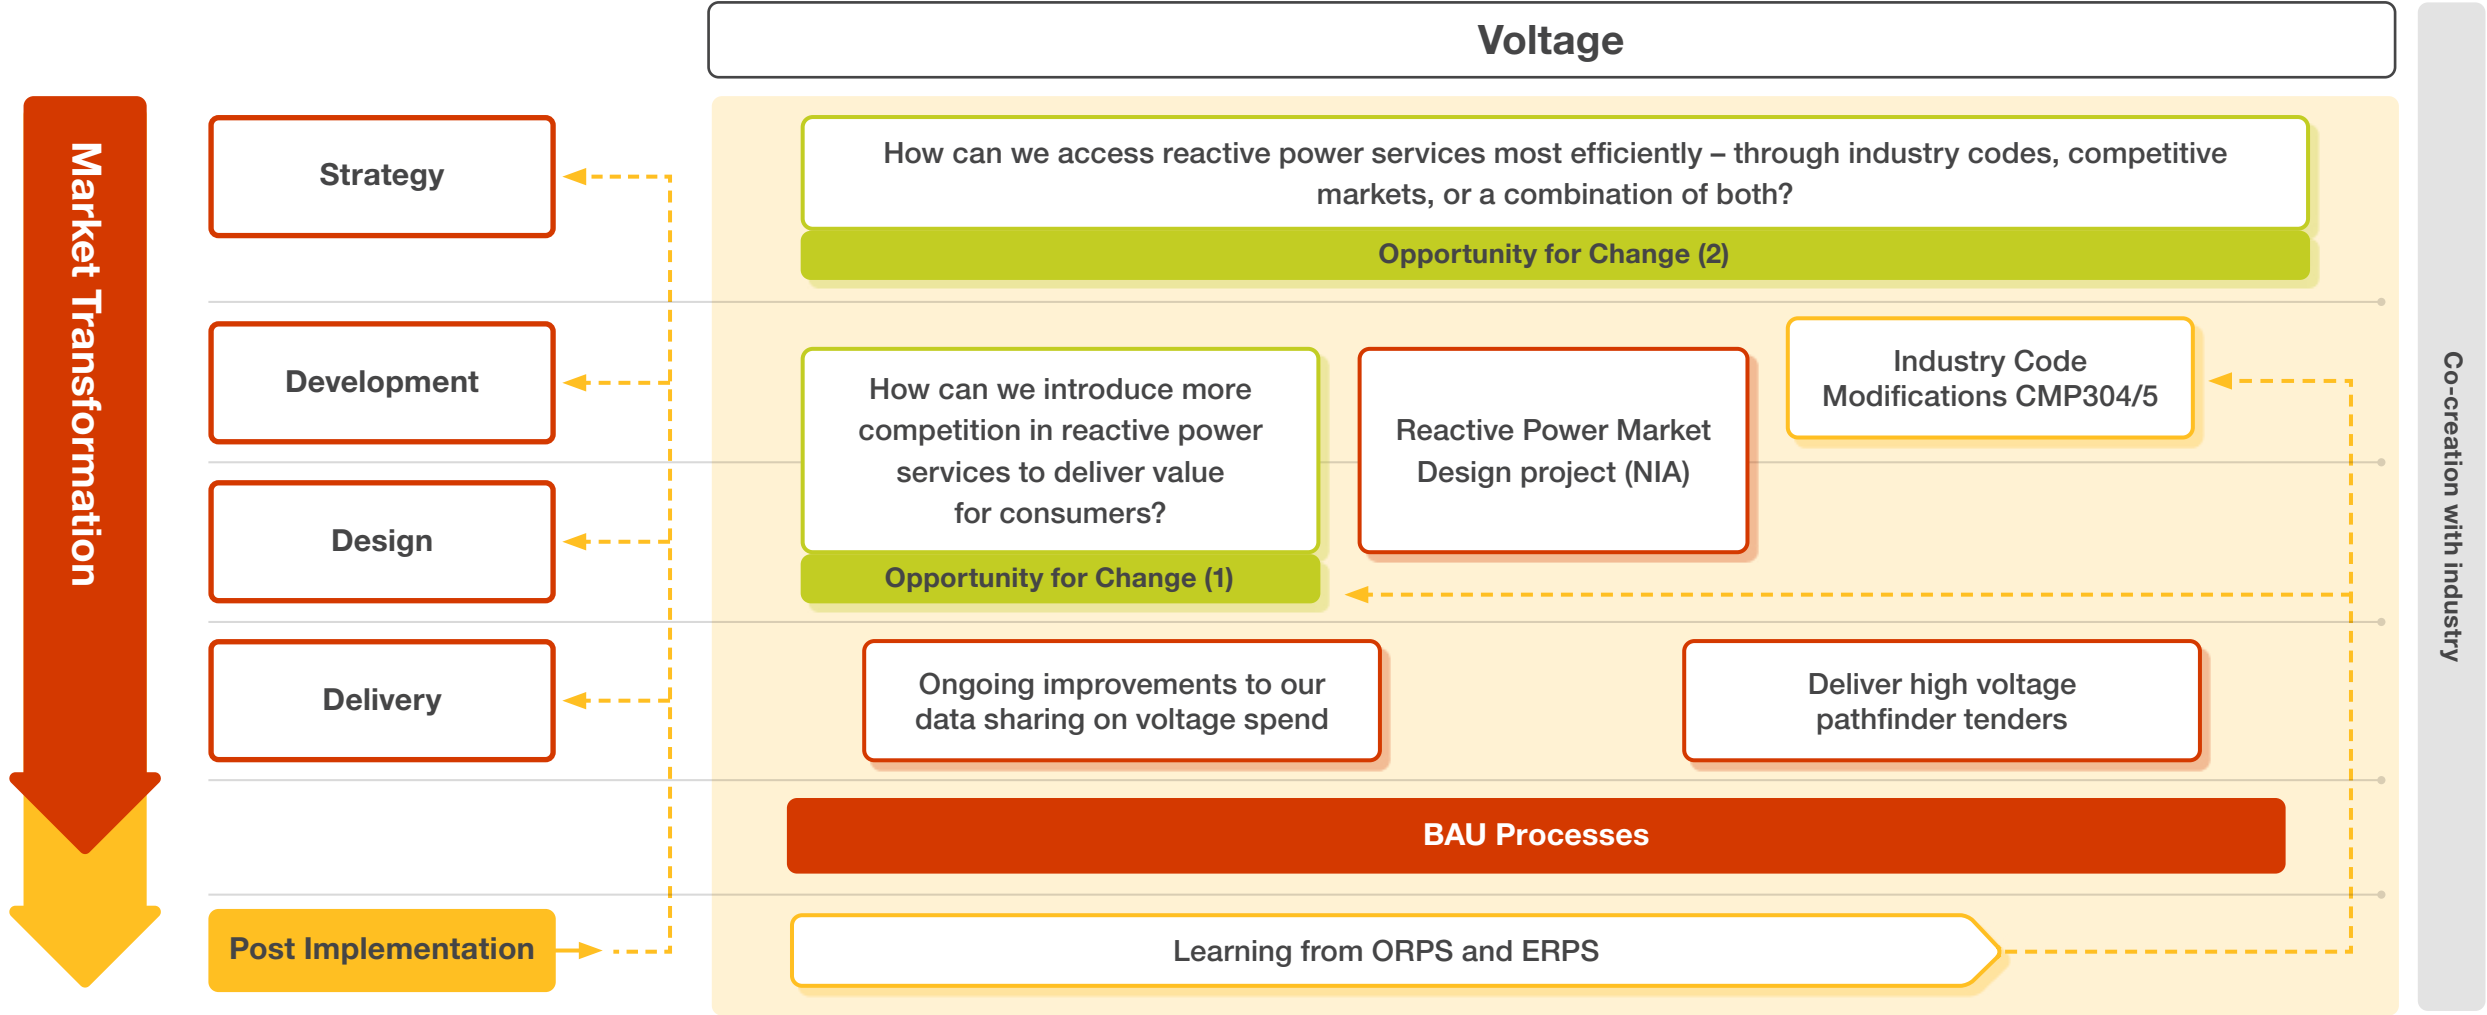 Voltage
Market Transformation
Strategy
How can we access reactive power services most efficiently – through industry codes, competitive
markets, or a combination of both?
Opportunity for Change (2)
Development
How can we introduce more
competition in reactive power
services to deliver value
for consumers?
Opportunity for Change (1)
Reactive Power Market
Design project (NIA)
Industry Code
Modifications CMP304/5
Design
Delivery
Ongoing improvements to our
data sharing on voltage spend
Deliver high voltage
pathfinder tenders
BAU Processes
Post Implementation
Learning from ORPS and ERPS
Co-creation with industry